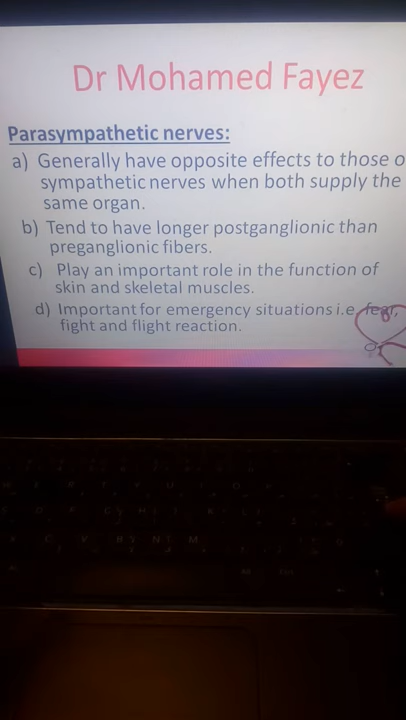 Dr Mohamed Fayez
Parasympathetic nerves:
a) Generally have opposite effects to those o
sympathetic nerves when both supply the
same organ.
b) Tend to have longer postganglionic than
preganglionic fibers.
c) Play an important role in the function of
skin and skeletal muscles.
d) Important for emergency situations i.e. fear,
fight and flight reaction.